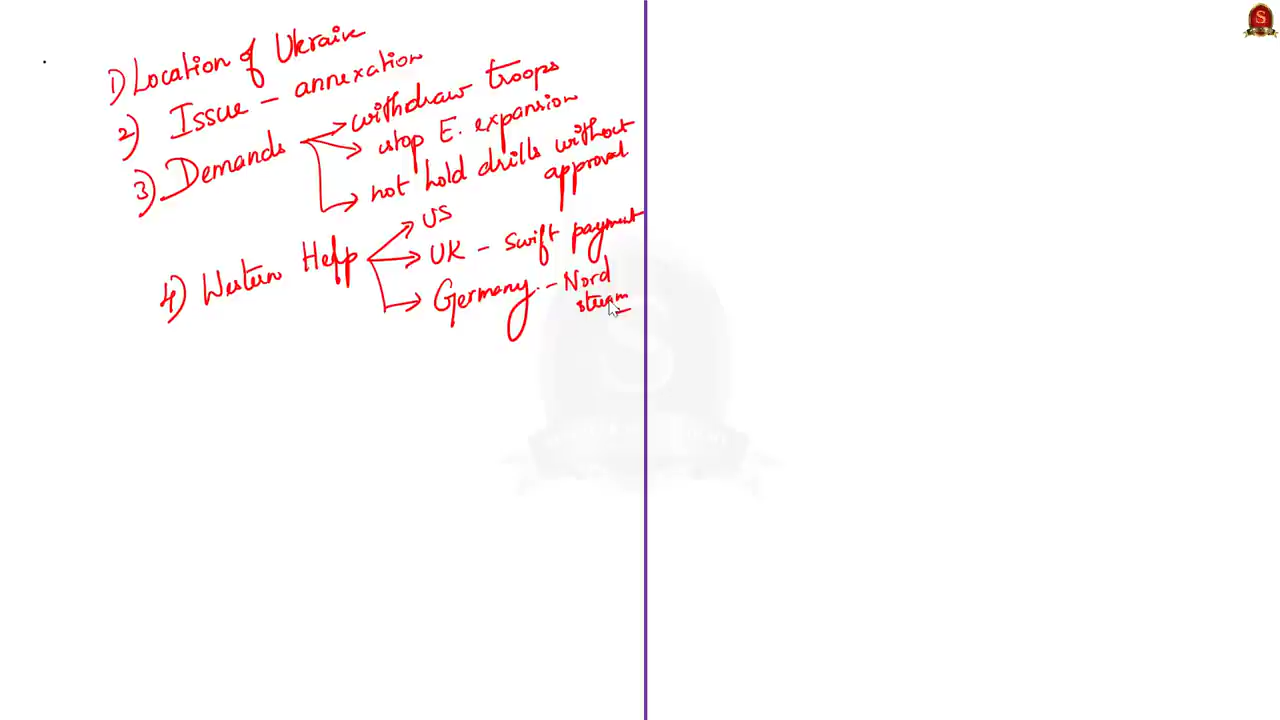 1) Location of Ukraine
2) Issue - annexation
3) Demands
withdraw troops
stop E. expansion
not hold drills without
approval
4) Western Help
US
UK - swift payment
Germany - Nord
stream
S